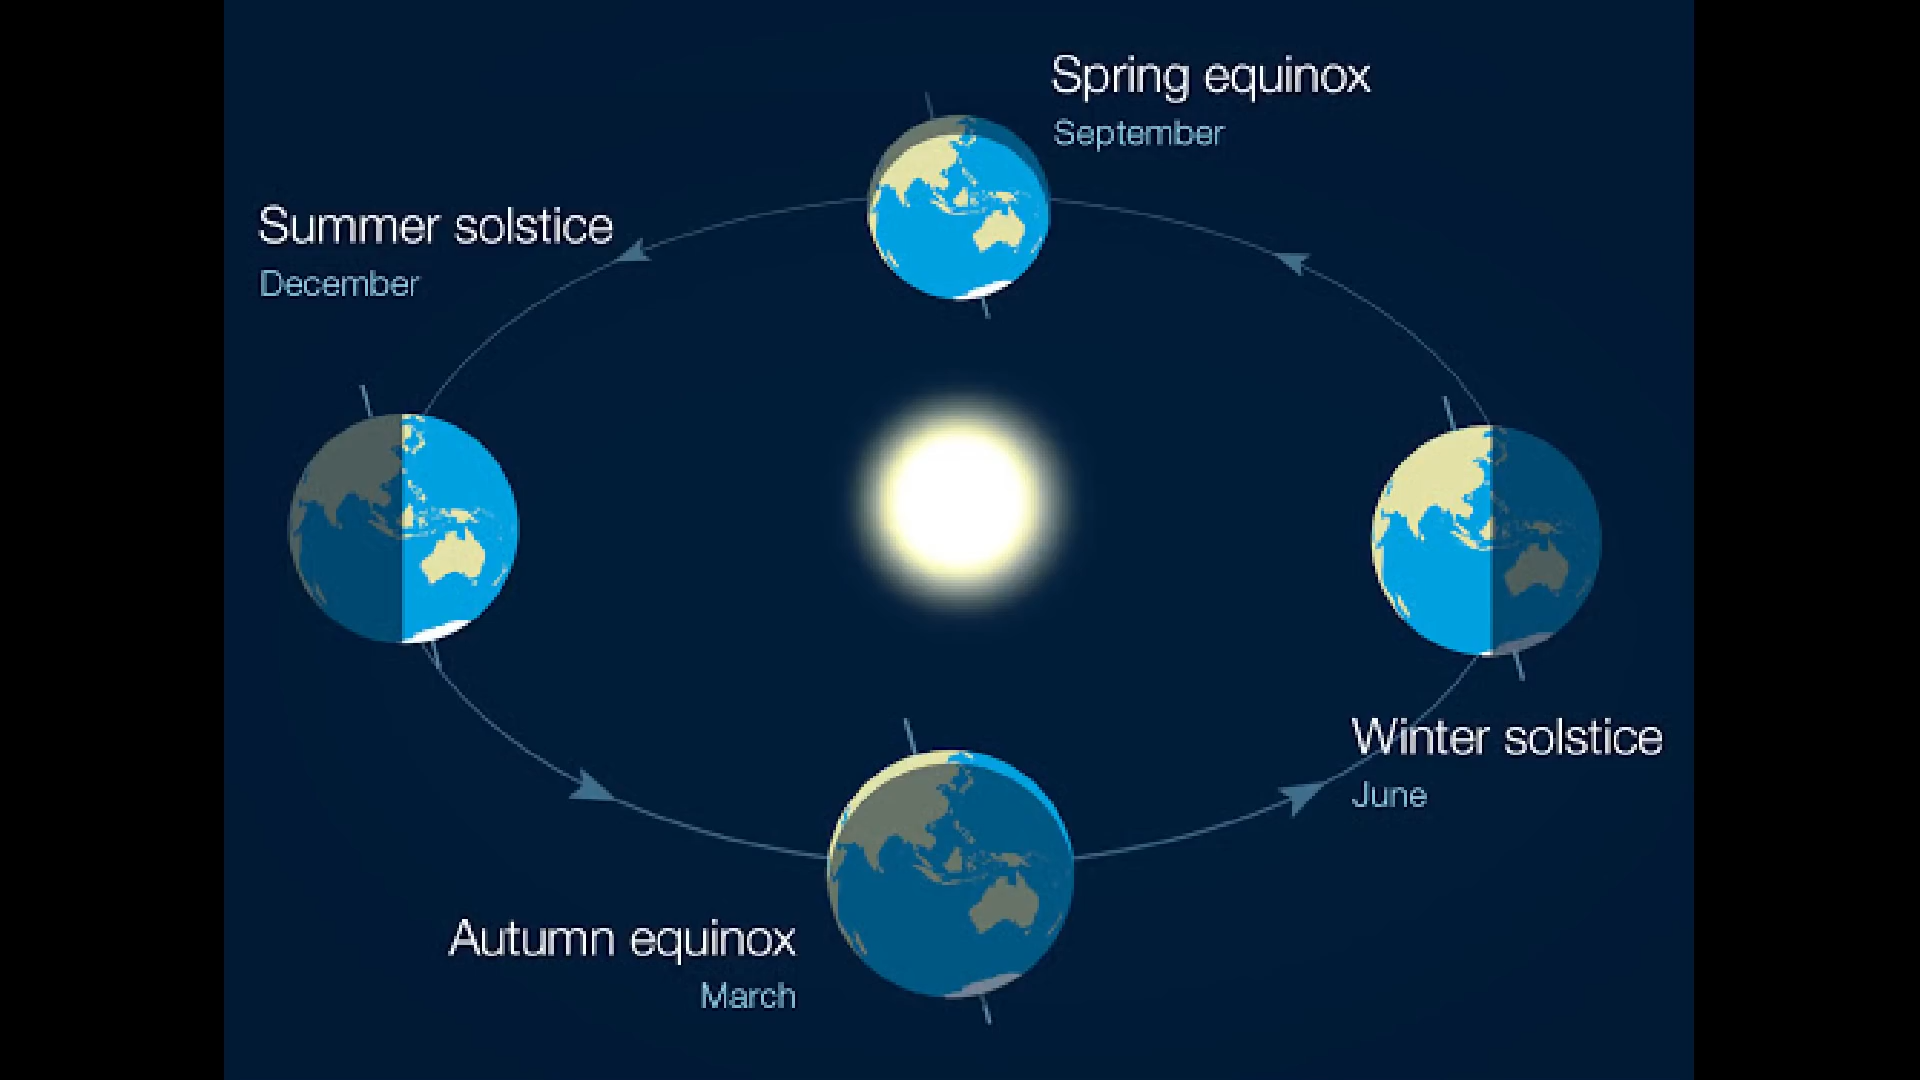 Spring equinox
September
Summer solstice
December
Winter solstice
June
Autumn equinox
March